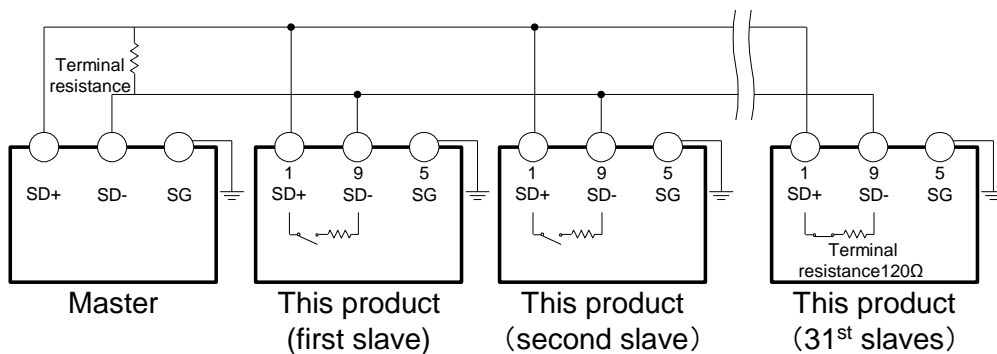 Terminal
resistance
SD+ SD- SG
1 9 5
SD+ SD- SG
1 9 5
SD+ SD- SG
1 9 5
SD+ SD- SG
Terminal
resistance120Ω
Master
This product
(first slave)
This product
（second slave）
This product
（31st slaves）